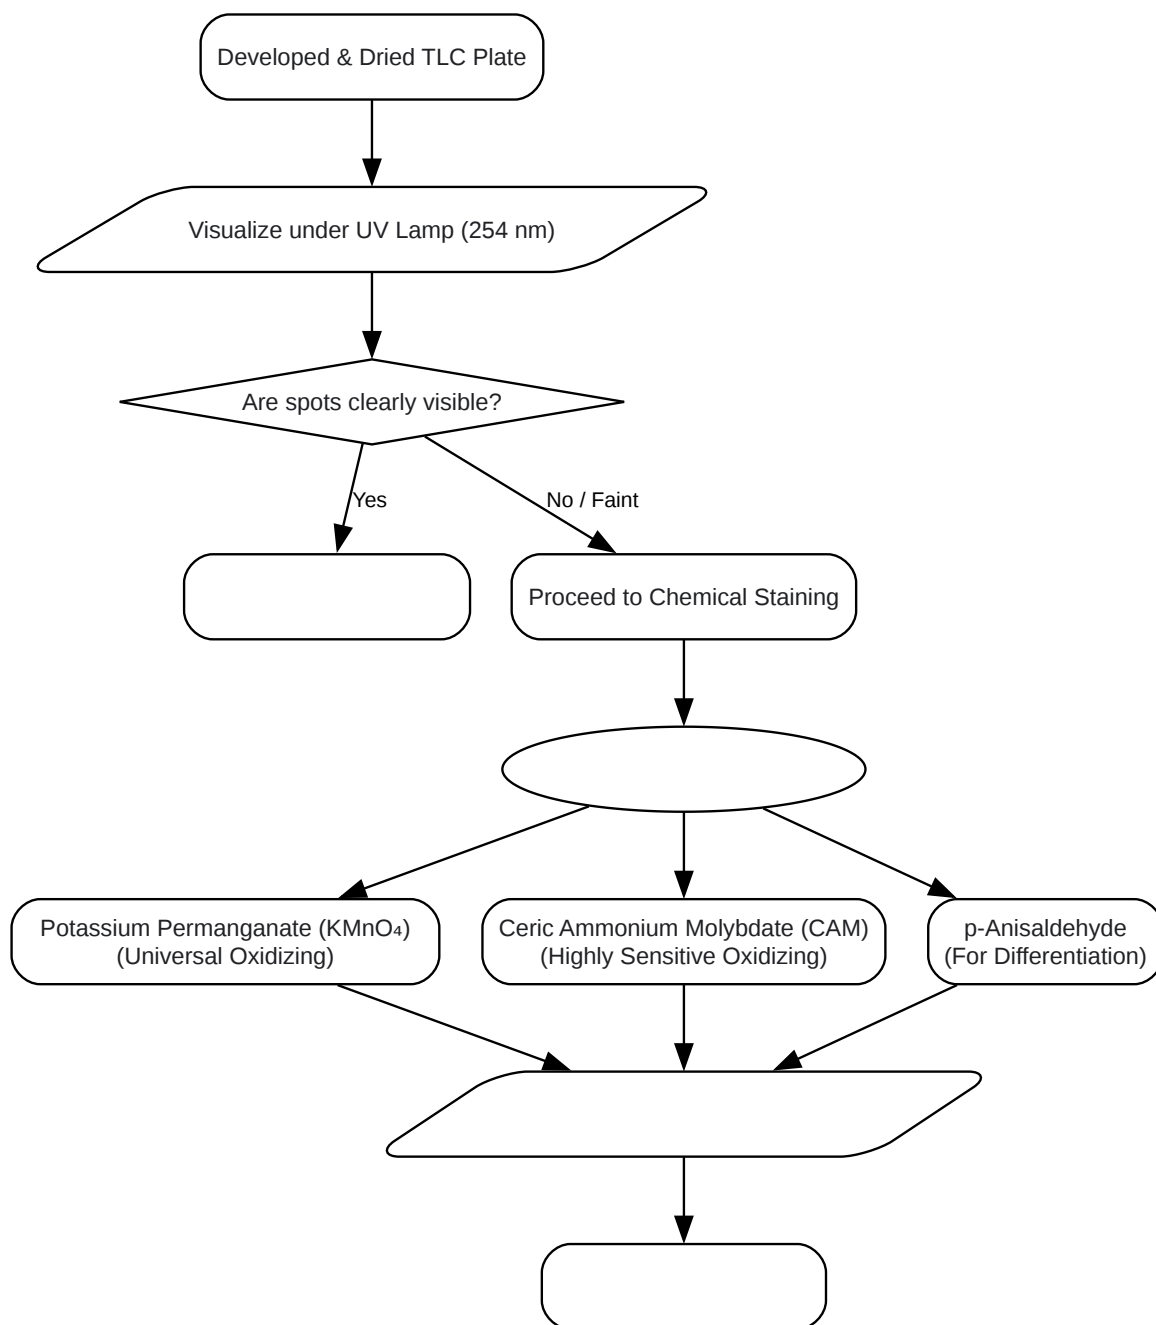 Developed & Dried TLC Plate
Visualize under UV Lamp (254 nm)
Are spots clearly visible?
Yes
No / Faint
Proceed to Chemical Staining
Potassium Permanganate (KMnO₄)
(Universal Oxidizing)
Ceric Ammonium Molybdate (CAM)
(Highly Sensitive Oxidizing)
p-Anisaldehyde
(For Differentiation)